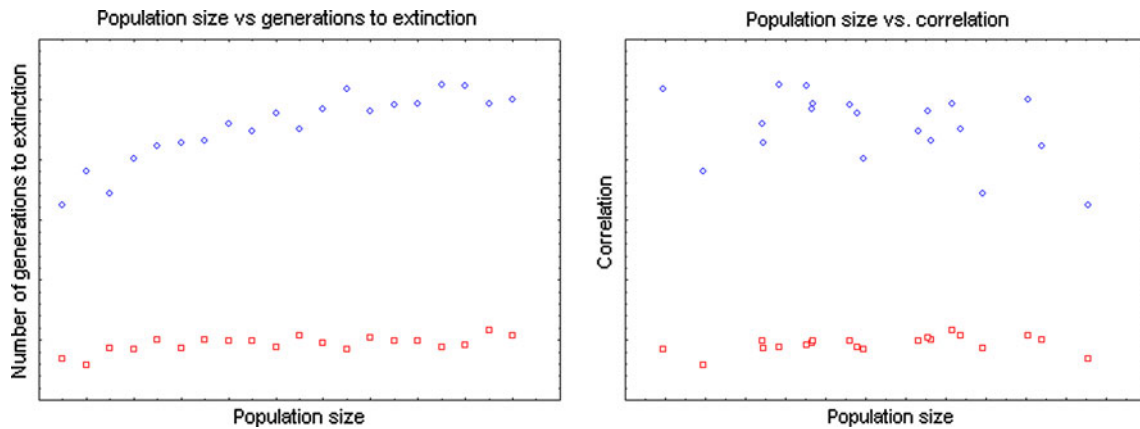 Population size vs generations to extinction
Number of generations to extinction
Population size
Population size vs. correlation
Correlation
Population size